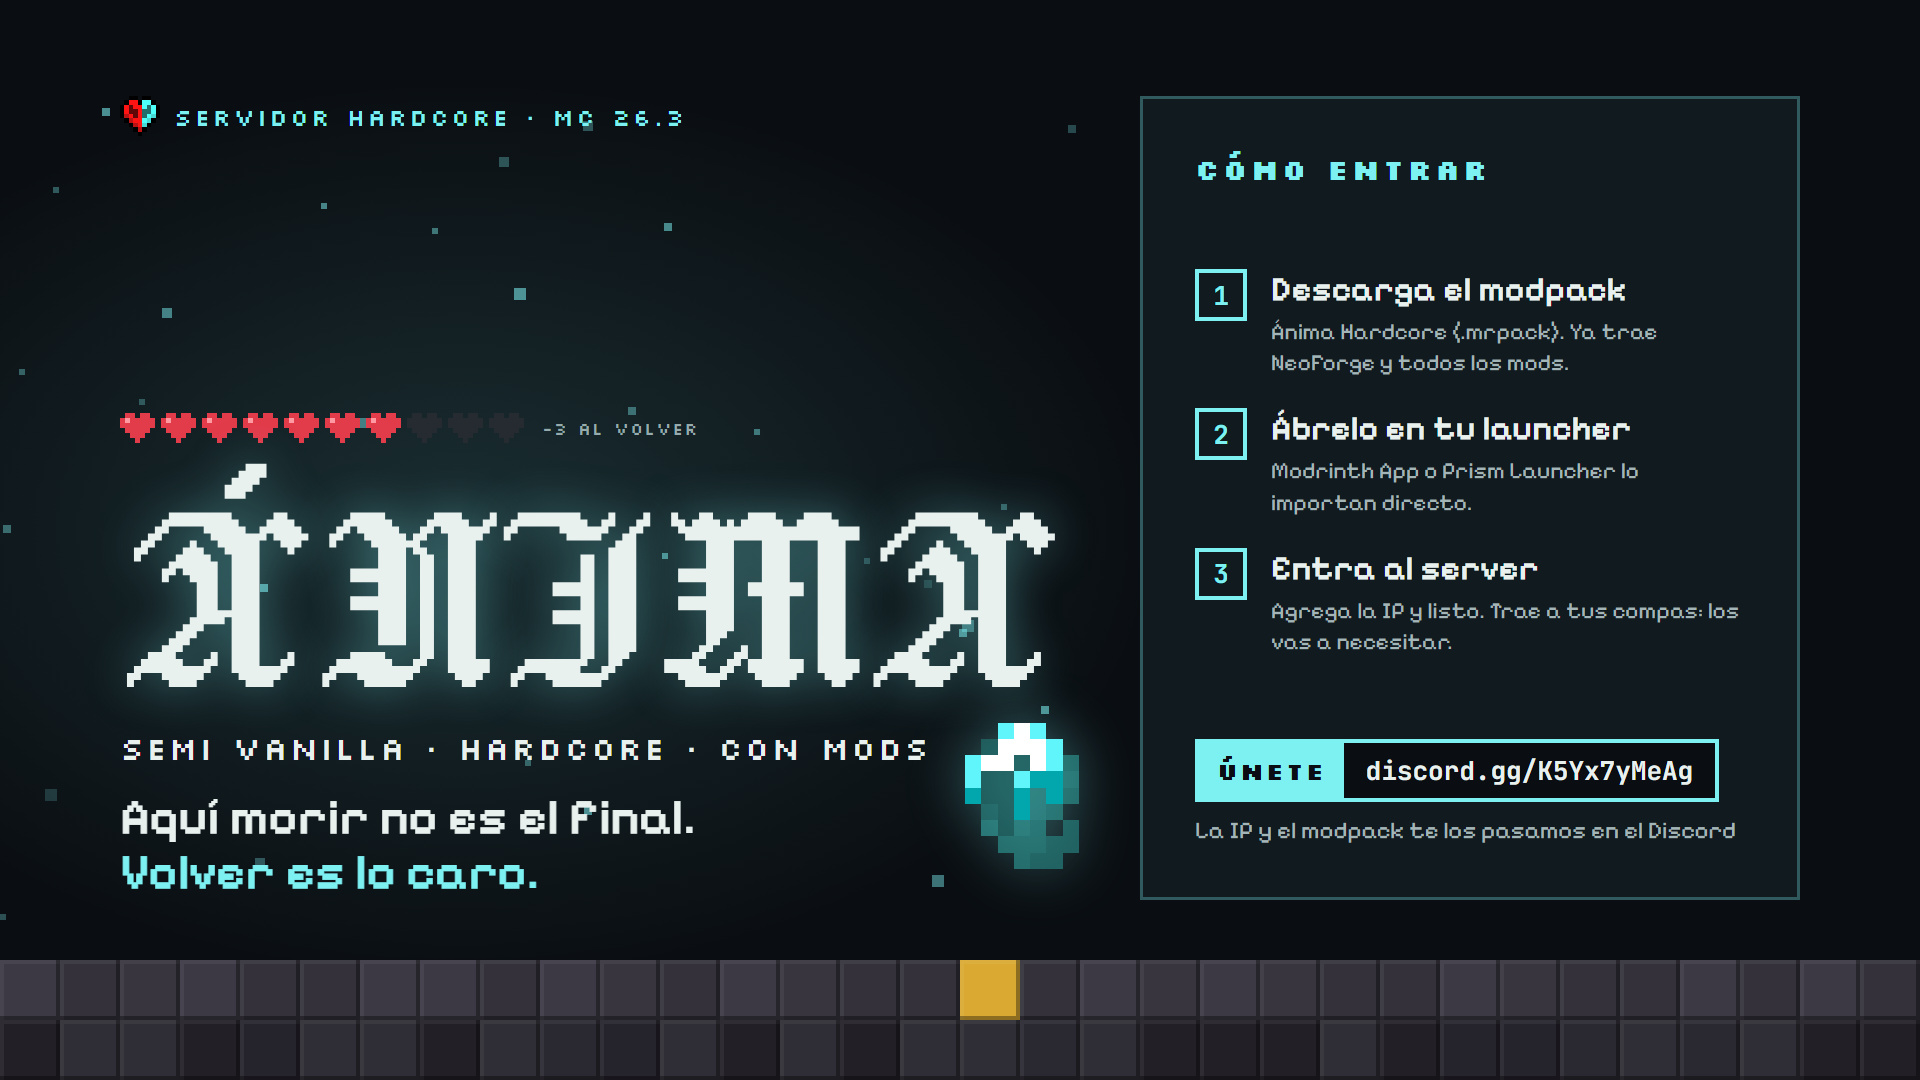 SERVIDOR HARDCORE · MC 26.3
-3 AL VOLVER
ÁNIMA
SEMI VANILLA · HARDCORE · CON MODS
Aquí morir no es el final.
Volver es lo caro.
CÓMO ENTRAR
1
Descarga el modpack
Ánima Hardcore (.mrpack). Ya trae
NeoForge y todos los mods.
2
Ábrelo en tu launcher
Modrinth App o Prism Launcher lo
importan directo.
3
Entra al server
Agrega la IP y listo. Trae a tus compas: los
vas a necesitar.
ÚNETE discord.gg/K5Yx7yMeAg
La IP y el modpack te los pasamos en el Discord